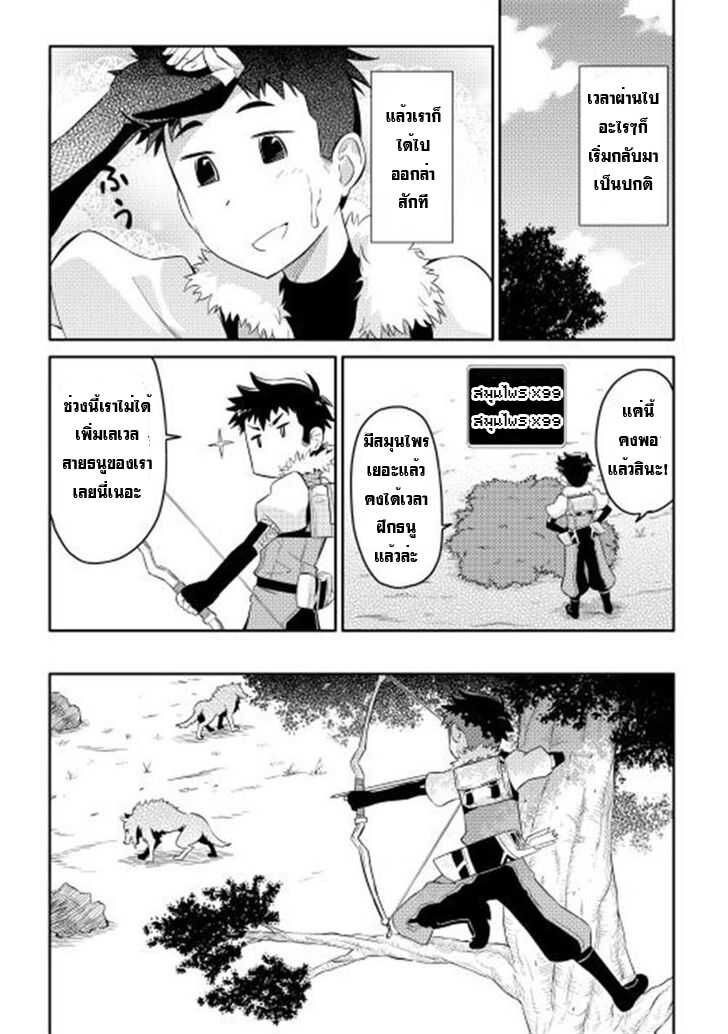 เวลาผ่านไป
อะไรๆก็
เริ่มกลับมา
เป็นปกติ
แล้วเราก็
ได้ไป
ออกล่า
สักที
ふぅ
สมุนไพร X99
สมุนไพร X99
แค่นี้
คงพอ
แล้วสินะ!
มีสมุนไพร
เยอะแล้ว
คงได้เวลา
ฝึกธนู
แล้วล่ะ
ช่วงนี้เราไม่ได้
เพิ่มเลเวล
สายธนูของเรา
เลยนี่เนอะ